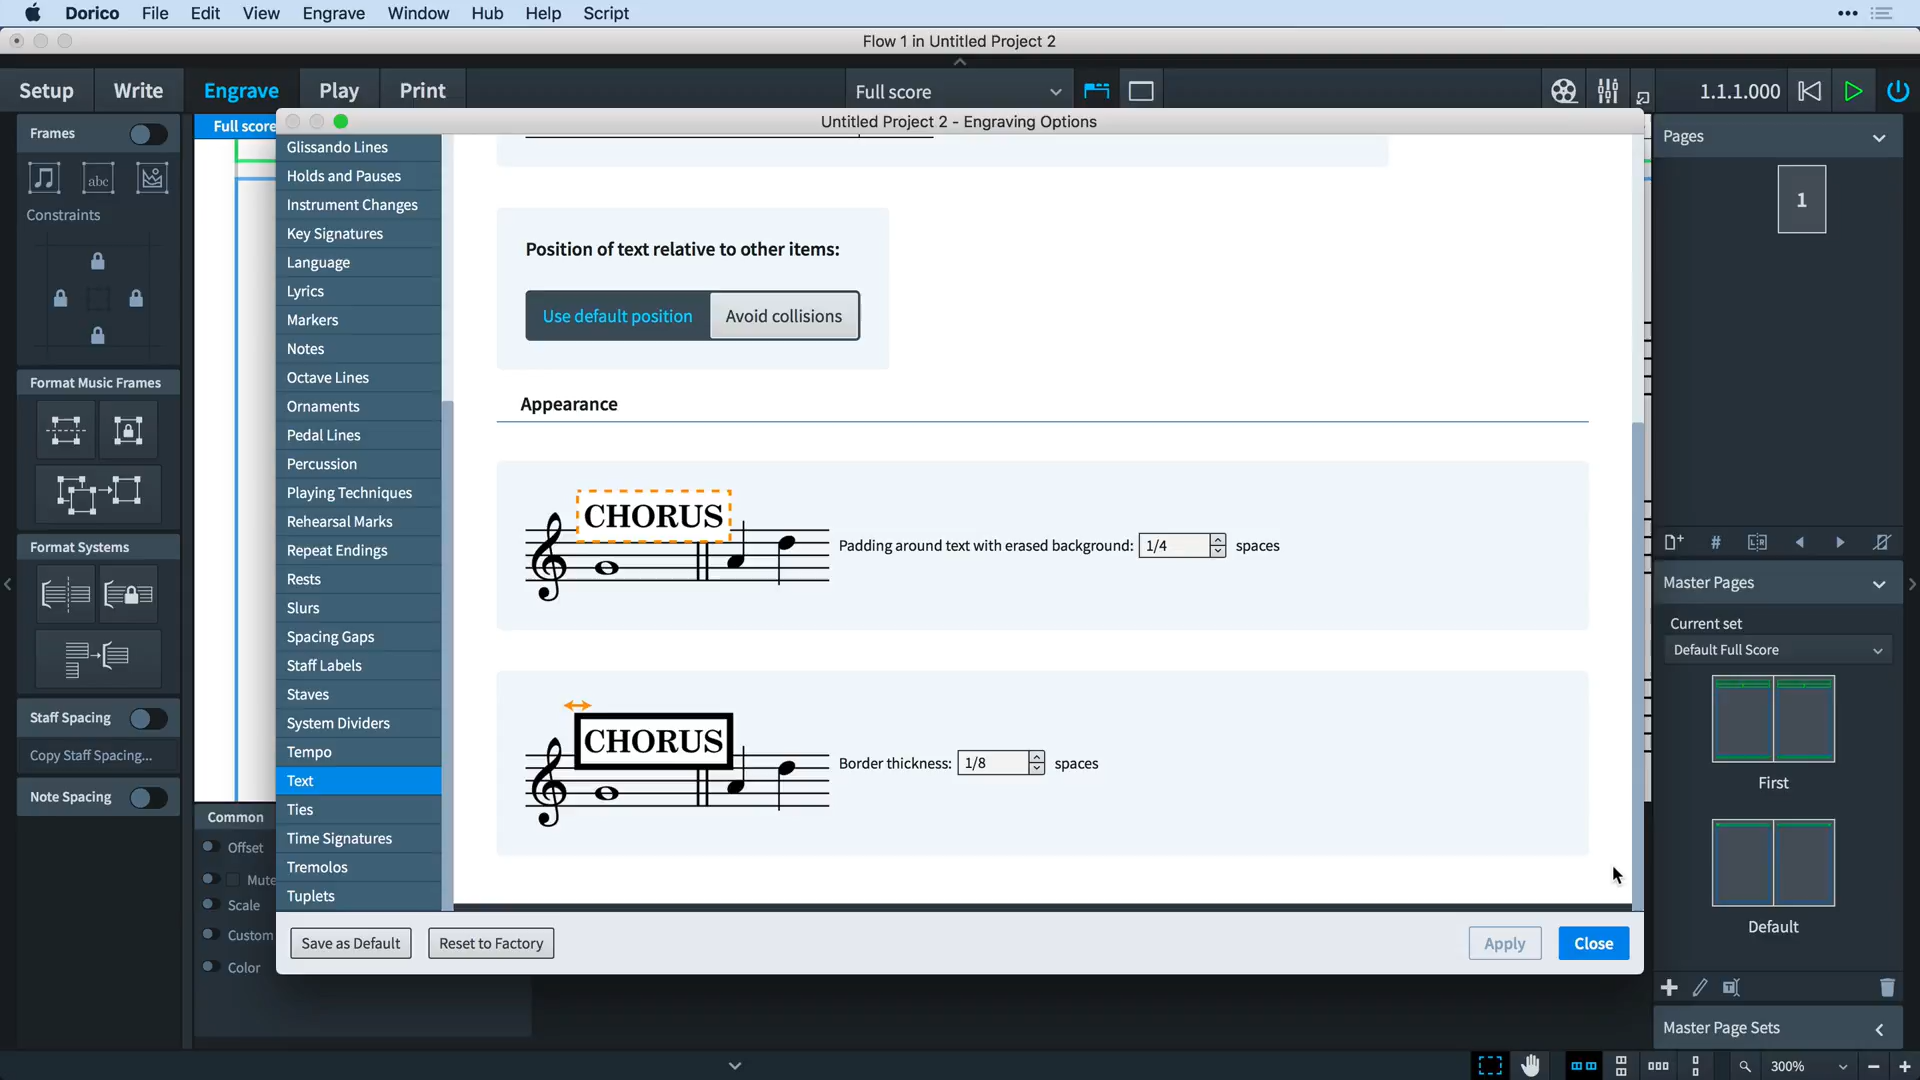 Dorico File Edit View Engrave Window Hub Help Script
Flow 1 in Untitled Project 2
Setup Write Engrave Play Print Full score 1.1.1.000
Untitled Project 2 - Engraving Options
Frames
abc
Constraints
Format Music Frames
Format Systems
Staff Spacing
Copy Staff Spacing...
Note Spacing
Full score
Common
Offset
Mute
Scale
Custom
Color
Glissando Lines
Holds and Pauses
Instrument Changes
Key Signatures
Language
Lyrics
Markers
Notes
Octave Lines
Ornaments
Pedal Lines
Percussion
Playing Techniques
Rehearsal Marks
Repeat Endings
Rests
Slurs
Spacing Gaps
Staff Labels
Staves
System Dividers
Tempo
Text
Ties
Time Signatures
Tremolos
Tuplets
Position of text relative to other items:
Use default position Avoid collisions
Appearance
CHORUS
Padding around text with erased background: 1/4 spaces
CHORUS
Border thickness: 1/8 spaces
Save as Default Reset to Factory Apply Close
Pages
1
#
Master Pages
Current set
Default Full Score
First
Default
Master Page Sets
300%